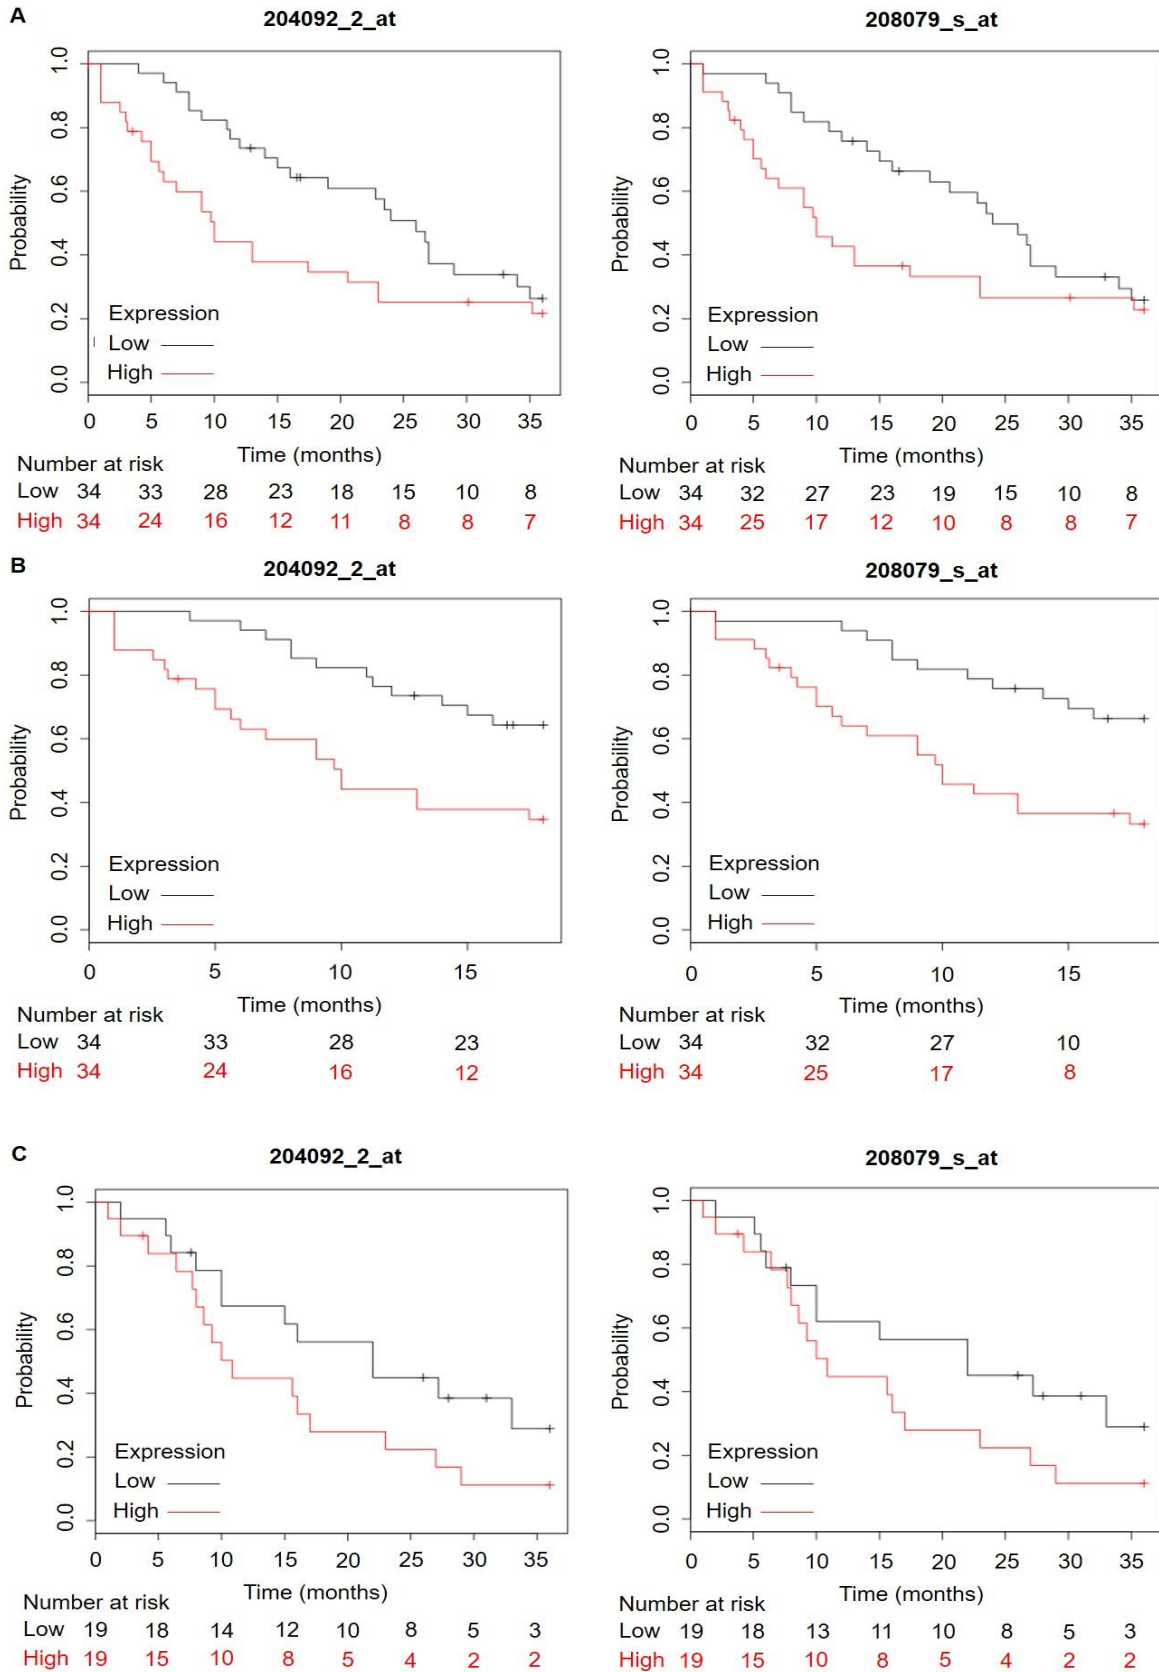 A
204092_2_at
1.0
0.8
0.6
0.4
0.2
0.0
Probability
Expression
Low
High
0 5 10 15 20 25 30 35
Time (months)
Number at risk
Low 34 33 28 23 18 15 10 8
High 34 24 16 12 11 8 8 7
208079_s_at
1.0
0.8
0.6
0.4
0.2
0.0
Probability
Expression
Low
High
0 5 10 15 20 25 30 35
Time (months)
Number at risk
Low 34 32 27 23 19 15 10 8
High 34 25 17 12 10 8 8 7
B
204092_2_at
1.0
0.8
0.6
0.4
0.2
0.0
Probability
Expression
Low
High
0 5 10 15
Time (months)
Number at risk
Low 34 33 28 23
High 34 24 16 12
208079_s_at
1.0
0.8
0.6
0.4
0.2
0.0
Probability
Expression
Low
High
0 5 10 15
Time (months)
Number at risk
Low 34 32 27 10
High 34 25 17 8
C
204092_2_at
1.0
0.8
0.6
0.4
0.2
0.0
Probability
Expression
Low
High
0 5 10 15 20 25 30 35
Time (months)
Number at risk
Low 19 18 14 12 10 8 5 3
High 19 15 10 8 5 4 2 2
208079_s_at
1.0
0.8
0.6
0.4
0.2
0.0
Probability
Expression
Low
High
0 5 10 15 20 25 30 35
Time (months)
Number at risk
Low 19 18 13 11 10 8 5 3
High 19 15 10 8 5 4 2 2